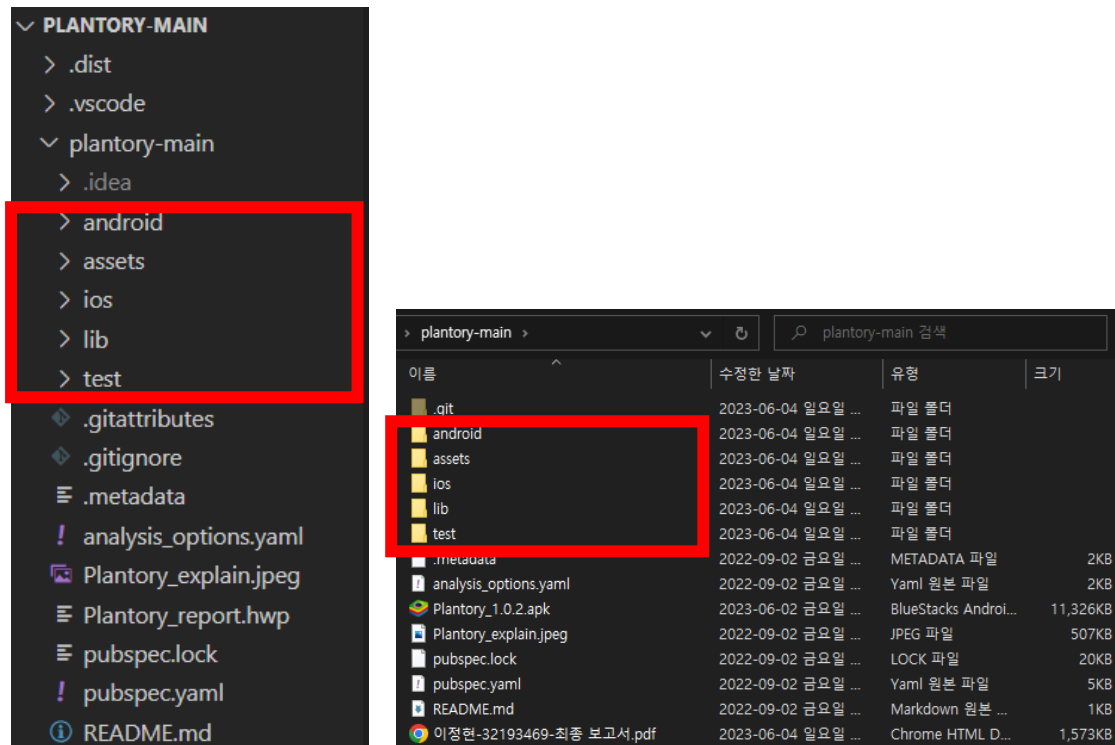 PLANTORY-MAIN
.dist
.vscode
plantory-main
.idea
android
assets
ios
lib
test
.gitattributes
.gitignore
.metadata
analysis_options.yaml
Plantory_explain.jpeg
Plantory_report.hwp
pubspec.lock
pubspec.yaml
README.md
plantory-main
plantory-main 검색
이름 수정한 날짜 유형 크기
.git 2023-06-04 일요일 ... 파일 폴더
android 2023-06-04 일요일 ... 파일 폴더
assets 2023-06-04 일요일 ... 파일 폴더
ios 2023-06-04 일요일 ... 파일 폴더
lib 2023-06-04 일요일 ... 파일 폴더
test 2023-06-04 일요일 ... 파일 폴더
.metadata 2022-09-02 금요일 ... METADATA 파일 2KB
analysis_options.yaml 2022-09-02 금요일 ... Yaml 원본 파일 2KB
Plantory_1.0.2.apk 2023-06-02 금요일 ... BlueStacks Androi... 11,326KB
Plantory_explain.jpeg 2022-09-02 금요일 ... JPEG 파일 507KB
pubspec.lock 2022-09-02 금요일 ... LOCK 파일 20KB
pubspec.yaml 2022-09-02 금요일 ... Yaml 원본 파일 5KB
README.md 2022-09-02 금요일 ... Markdown 원본 ... 1KB
이정현-32193469-최종 보고서.pdf 2023-06-04 일요일 ... Chrome HTML D... 1,573KB